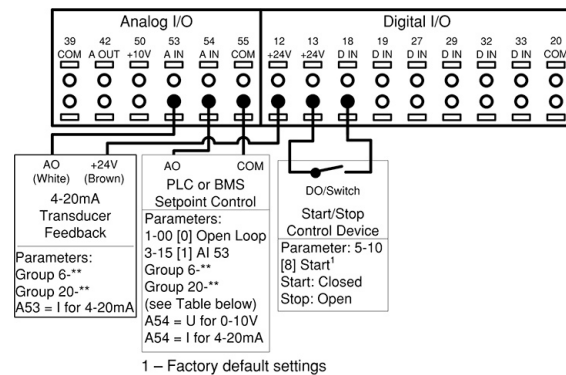 Analog I/O Digital I/O
39 42 50 53 54 55 12 13 18 19 27 29 32 33 20
COM A OUT +10V A IN A IN COM +24V +24V D IN D IN D IN D IN D IN D IN COM
AO +24V
(White) (Brown)
4-20mA
Transducer
Feedback
Parameters:
Group 6-**
Group 20-**
A53 = I for 4-20mA
AO COM
PLC or BMS
Setpoint Control
Parameters:
1-00 [0] Open Loop
3-15 [1] AI 53
Group 6-**
Group 20-**
(see Table below)
A54 = U for 0-10V
A54 = I for 4-20mA
DO/Switch
Start/Stop
Control Device
Parameter: 5-10
[8] Start1
Start: Closed
Stop: Open
1 – Factory default settings